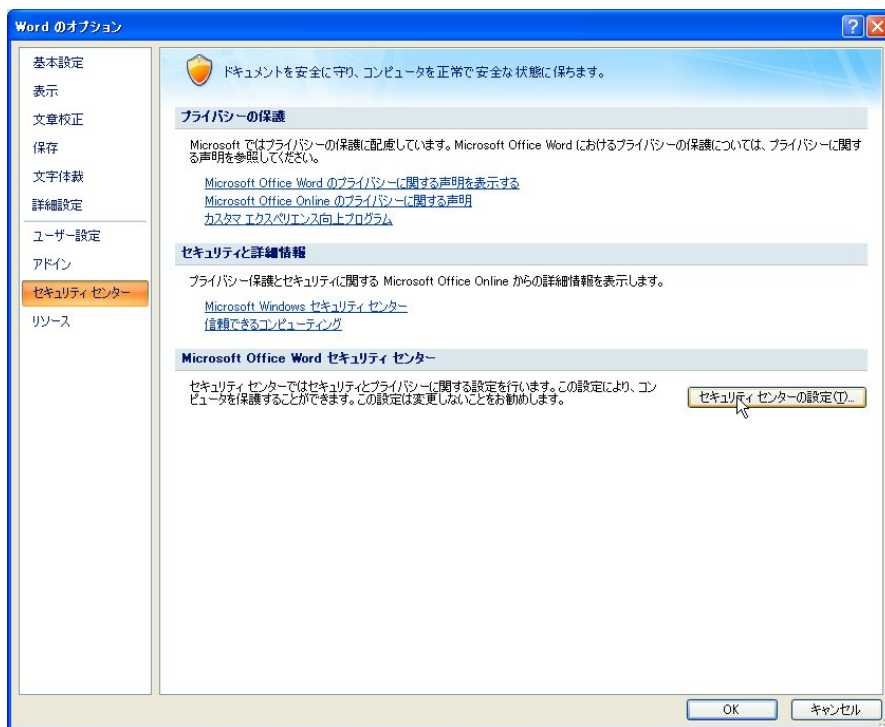 Word のオプション
基本設定
表示
文章校正
保存
文字体裁
詳細設定
ユーザー設定
アドイン
セキュリティ センター
リソース
ドキュメントを安全に守り、コンピュータを正常で安全な状態に保ちます。
プライバシーの保護
Microsoft ではプライバシーの保護に配慮しています。Microsoft Office Word におけるプライバシーの保護については、プライバシーに関す
る声明を参照してください。
Microsoft Office Word のプライバシーに関する声明を表示する
Microsoft Office Online のプライバシーに関する声明
カスタマ エクスペリエンス向上プログラム
セキュリティと詳細情報
プライバシー保護とセキュリティに関する Microsoft Office Online からの詳細情報を表示します。
Microsoft Windows セキュリティ センター
信頼できるコンピューティング
Microsoft Office Word セキュリティ センター
セキュリティ センターではセキュリティとプライバシーに関する設定を行います。この設定により、コン
ピュータを保護することができます。この設定は変更しないことをお勧めします。
セキュリティ センターの設定(T)...
OK
キャンセル